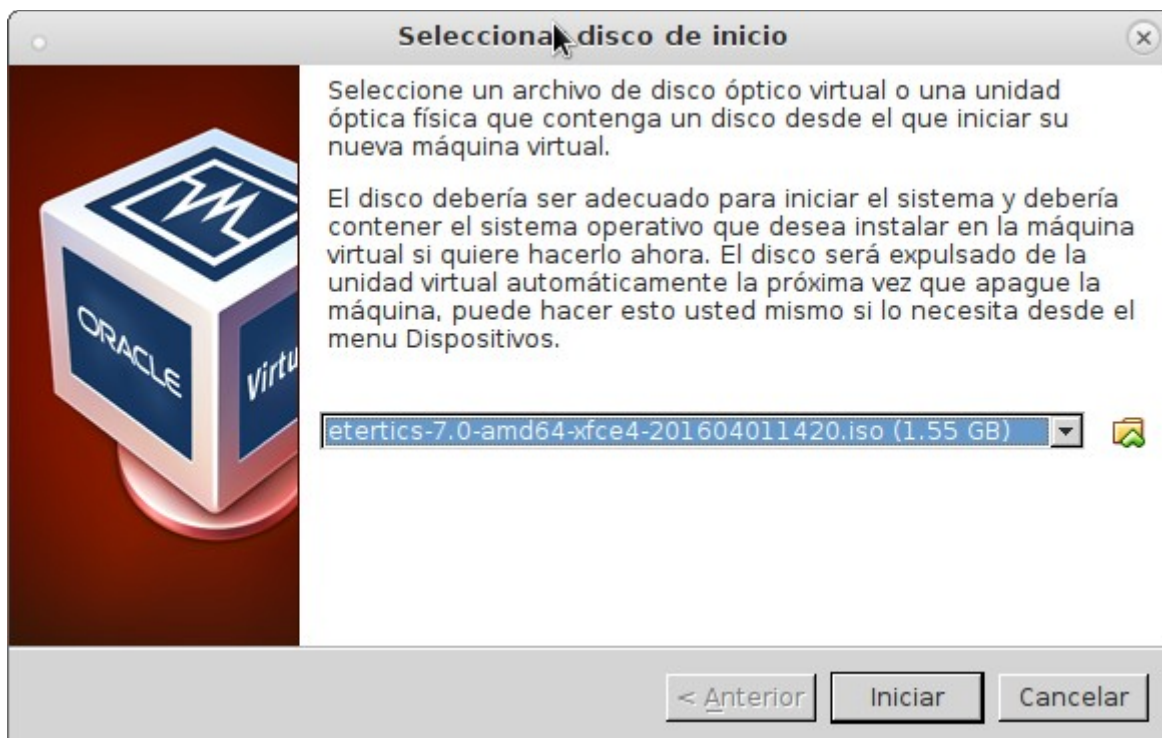 Seleccionar disco de inicio
Seleccione un archivo de disco óptico virtual o una unidad
óptica física que contenga un disco desde el que iniciar su
nueva máquina virtual.
El disco debería ser adecuado para iniciar el sistema y debería
contener el sistema operativo que desea instalar en la máquina
virtual si quiere hacerlo ahora. El disco será expulsado de la
unidad virtual automáticamente la próxima vez que apague la
máquina, puede hacer esto usted mismo si lo necesita desde el
menu Dispositivos.
ORACLE
Virtu
etertics-7.0-amd64-xfce4-201604011420.iso (1.55 GB)
< Anterior
Iniciar
Cancelar